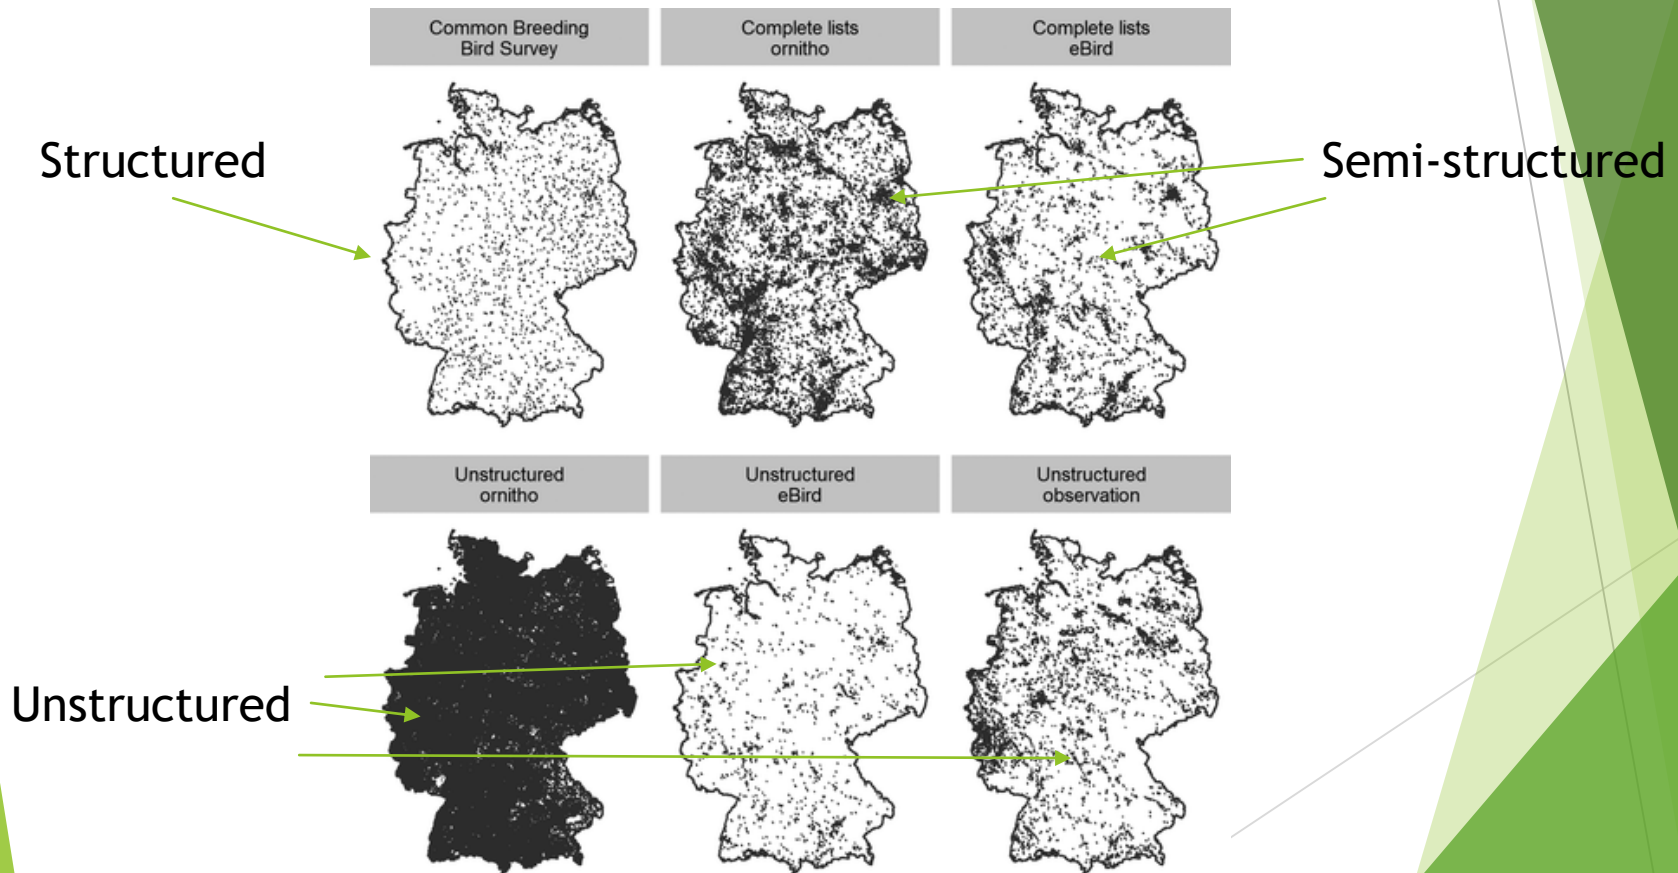 Common Breeding
Bird Survey
Complete lists
ornitho
Complete lists
eBird
Structured
Semi-structured
Unstructured
ornitho
Unstructured
eBird
Unstructured
observation
Unstructured